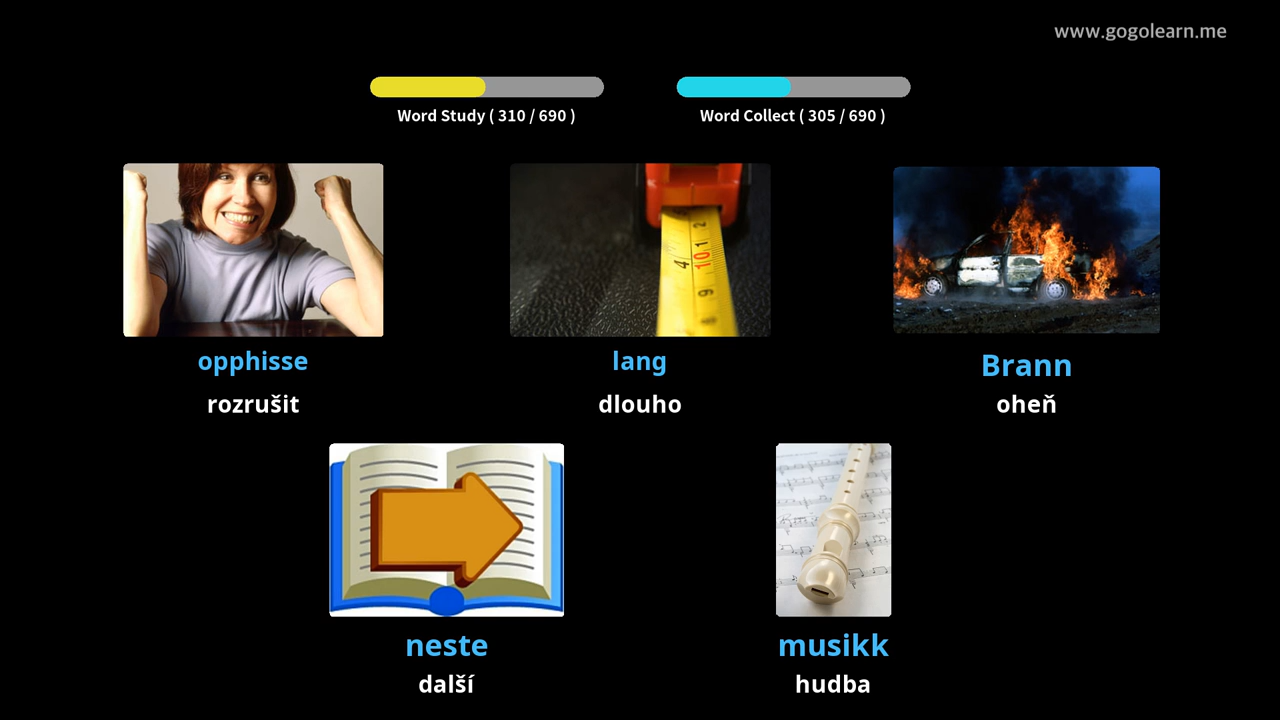 www.gogolearn.me
Word Study ( 310 / 690 )
Word Collect ( 305 / 690 )
opphisse
lang
Brann
rozrušit
dlouho
oheň
neste
musikk
další
hudba